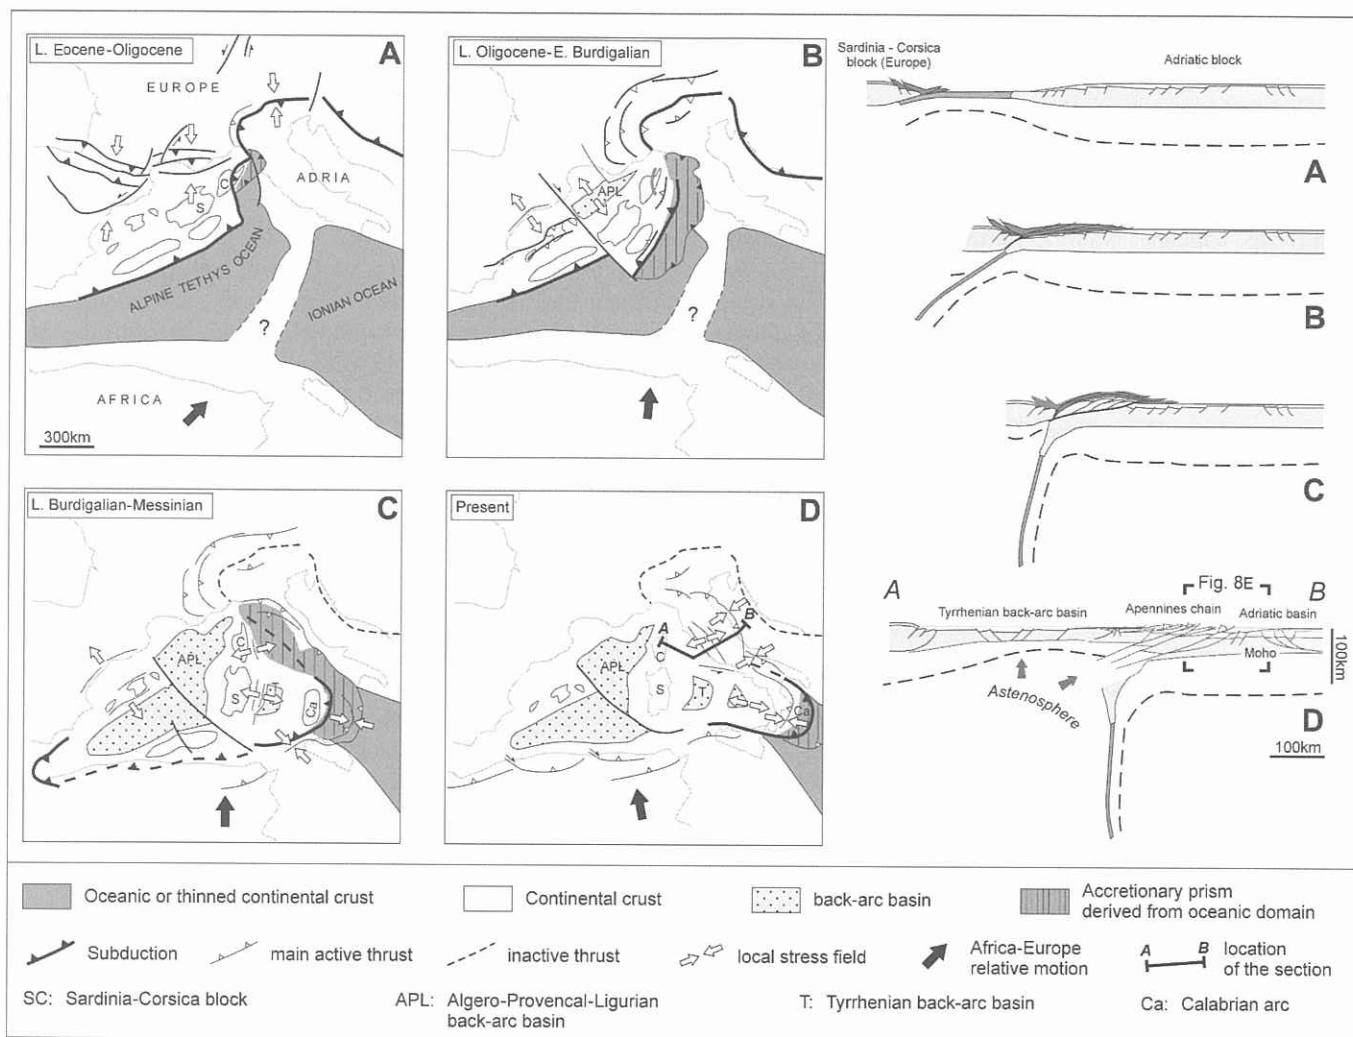 L. Eocene-Oligocene
A
EUROPE
ADRIA
C
S
ALPINE TETHYS OCEAN
IONIAN OCEAN
?
AFRICA
300km
L. Oligocene-E. Burdigalian
B
APL
?
L. Burdigalian-Messinian
C
APL
C
S
T
Ca
Present
D
A
B
APL
C
S
T
Ca
Sardinia - Corsica
block (Europe)
Adriatic block
A
B
C
A
Fig. 8E
B
Tyrrhenian back-arc basin
Apennines chain
Adriatic basin
Moho
100km
Astenosphere
D
100km
Oceanic or thinned continental crust
Continental crust
back-arc basin
Accretionary prism
derived from oceanic domain
Subduction
main active thrust
inactive thrust
local stress field
Africa-Europe
relative motion
A B
location
of the section
SC: Sardinia-Corsica block
APL: Algero-Provencal-Ligurian
back-arc basin
T: Tyrrhenian back-arc basin
Ca: Calabrian arc